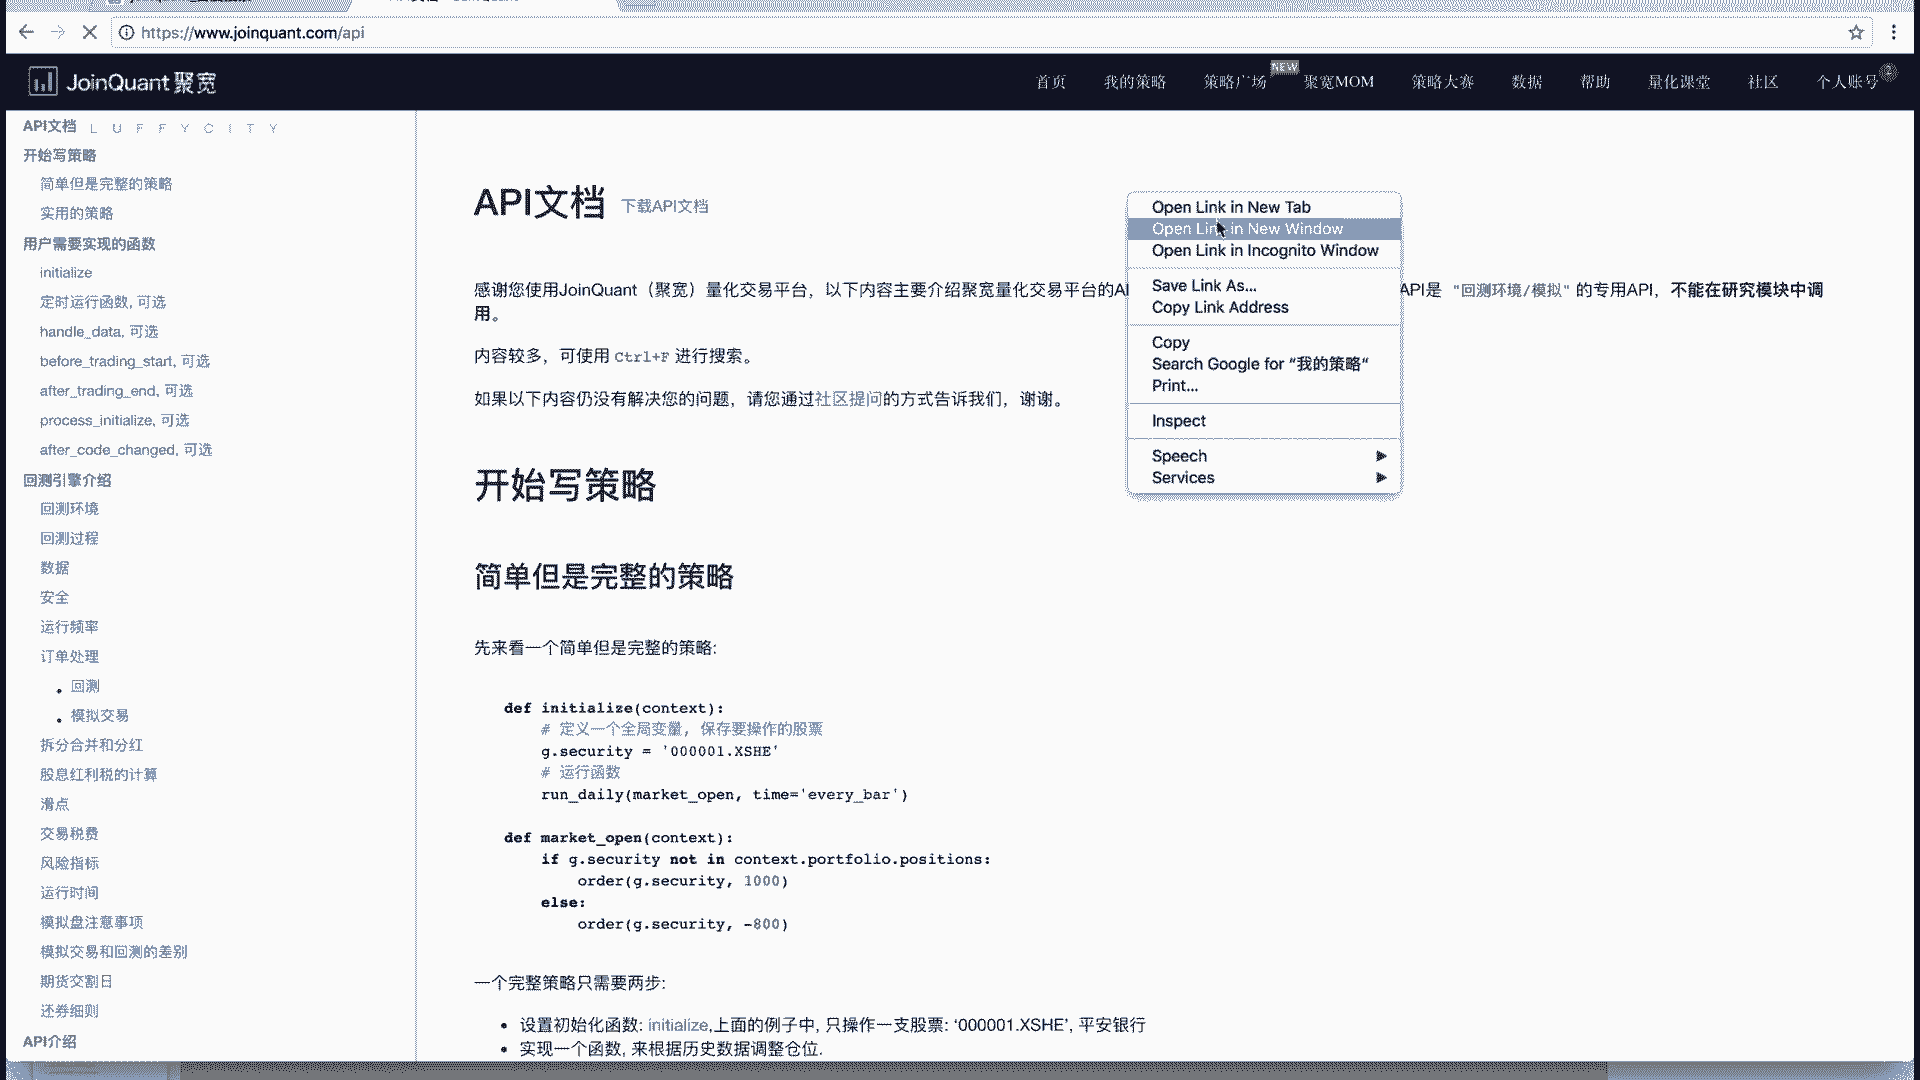 https://www.joinquant.com/api
JoinQuant 聚宽
首页 我的策略 策略广场 NEW 聚宽MOM 策略大赛 数据 帮助 量化课堂 社区 个人账号
API文档 L U F F Y C I T Y
开始写策略
简单但是完整的策略
实用的策略
用户需要实现的函数
initialize
定时运行函数, 可选
handle_data, 可选
before_trading_start, 可选
after_trading_end, 可选
process_initialize, 可选
after_code_changed, 可选
回测引擎介绍
回测环境
回测过程
数据
安全
运行频率
订单处理
回测
模拟交易
拆分合并和分红
股息红利税的计算
滑点
交易税费
风险指标
运行时间
模拟盘注意事项
模拟交易和回测的差别
期货交割日
还券细则
API介绍
API文档 下载API文档
感谢您使用JoinQuant（聚宽）量化交易平台，以下内容主要介绍聚宽量化交易平台的AI
API是 "回测环境/模拟" 的专用API，不能在研究模块中调
用。
内容较多，可使用 Ctrl+F 进行搜索。
如果以下内容仍没有解决您的问题，请您通过社区提问的方式告诉我们，谢谢。
开始写策略
简单但是完整的策略
先来看一个简单但是完整的策略:
def initialize(context):
# 定义一个全局变量, 保存要操作的股票
g.security = '000001.XSHE'
# 运行函数
run_daily(market_open, time='every_bar')
def market_open(context):
if g.security not in context.portfolio.positions:
order(g.security, 1000)
else:
order(g.security, -800)
一个完整策略只需要两步:
设置初始化函数: initialize,上面的例子中, 只操作一支股票: ‘000001.XSHE’, 平安银行
实现一个函数, 来根据历史数据调整仓位.
Open Link in New Tab
Open Link in New Window
Open Link in Incognito Window
Save Link As...
Copy Link Address
Copy
Search Google for “我的策略“
Print...
Inspect
Speech
Services